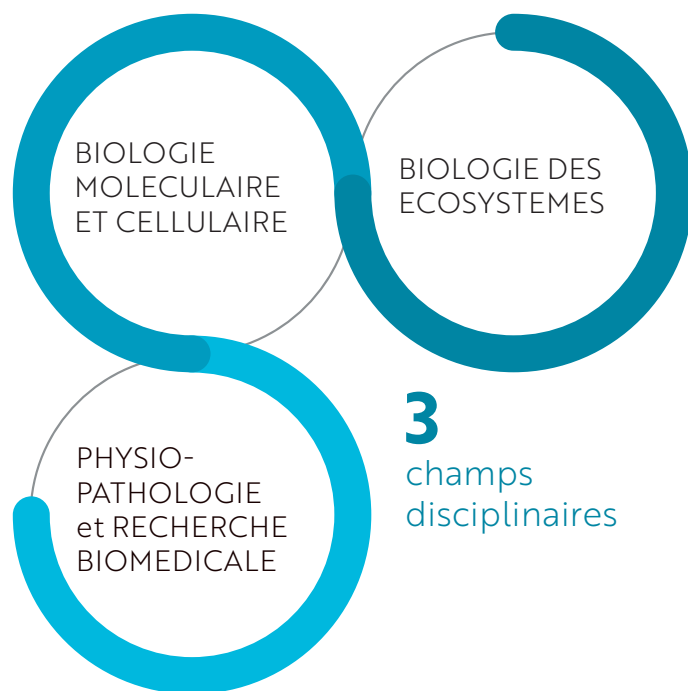 BIOLOGIE
MOLECULAIRE
ET CELLULAIRE
BIOLOGIE DES
ECOSYSTEMES
3
champs
disciplinaires
PHYSIO-
PATHOLOGIE
et RECHERCHE
BIOMEDICALE